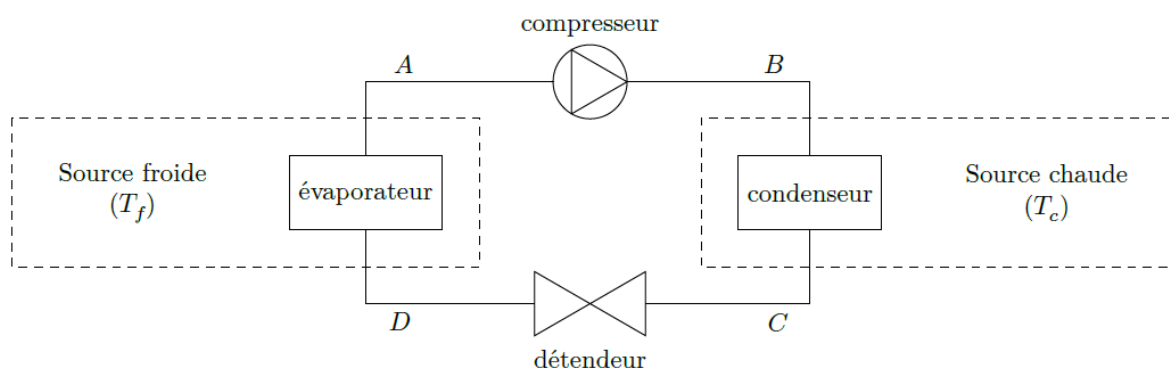 compresseur
A
B
Source froide
(T_f)
évaporateur
condenseur
Source chaude
(T_c)
D
C
détendeur